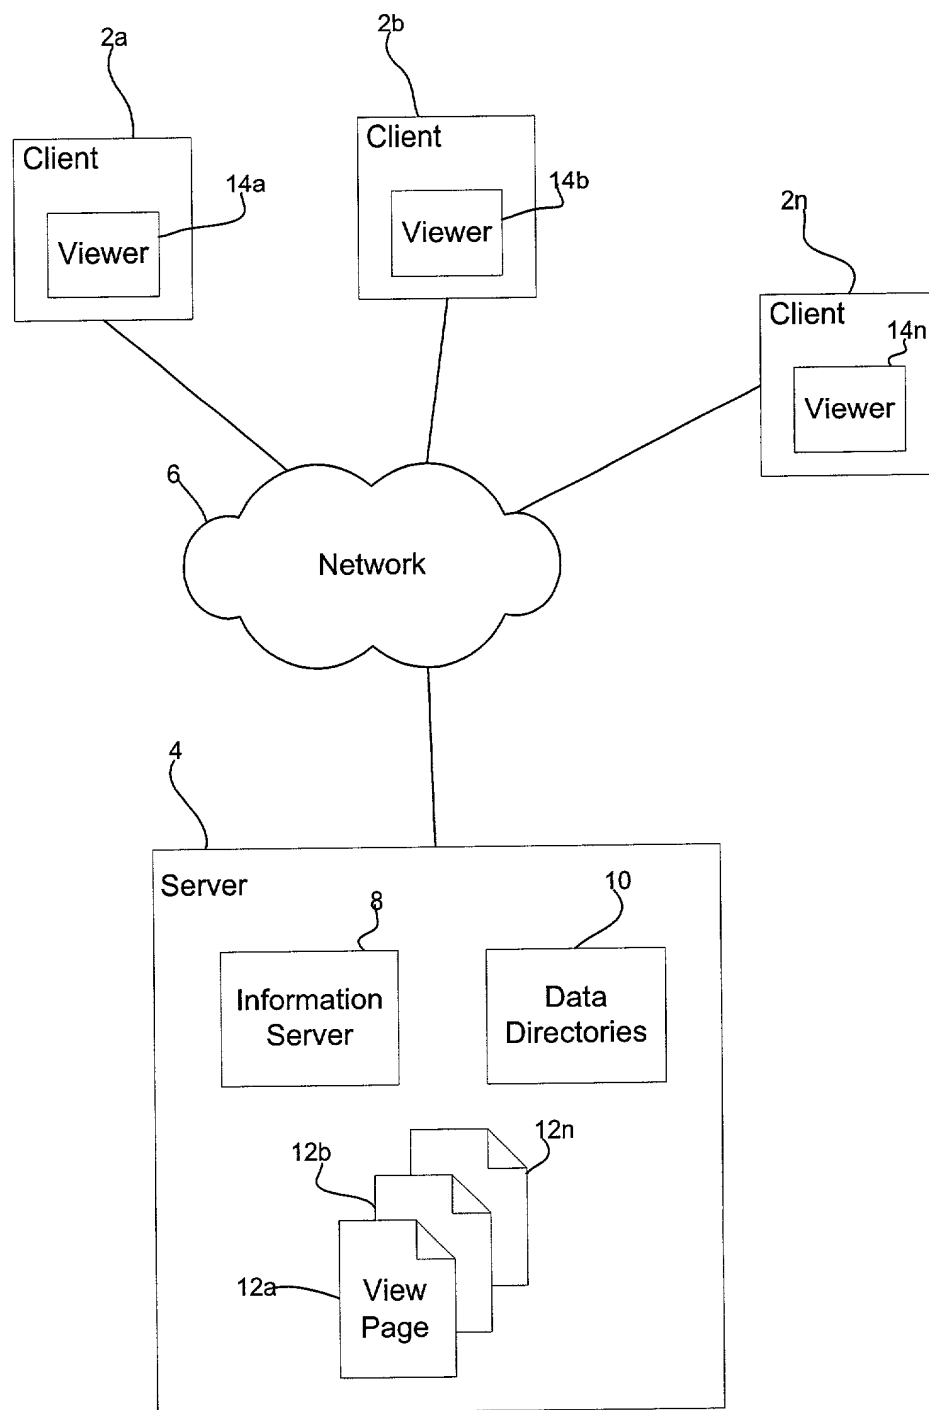 2a
2b
Client
Client
14a
14b
Viewer
Viewer
2n
Client
14n
Viewer
6
Network
4
Server
8
10
Information
Server
Data
Directories
12n
12b
12a
View
Page